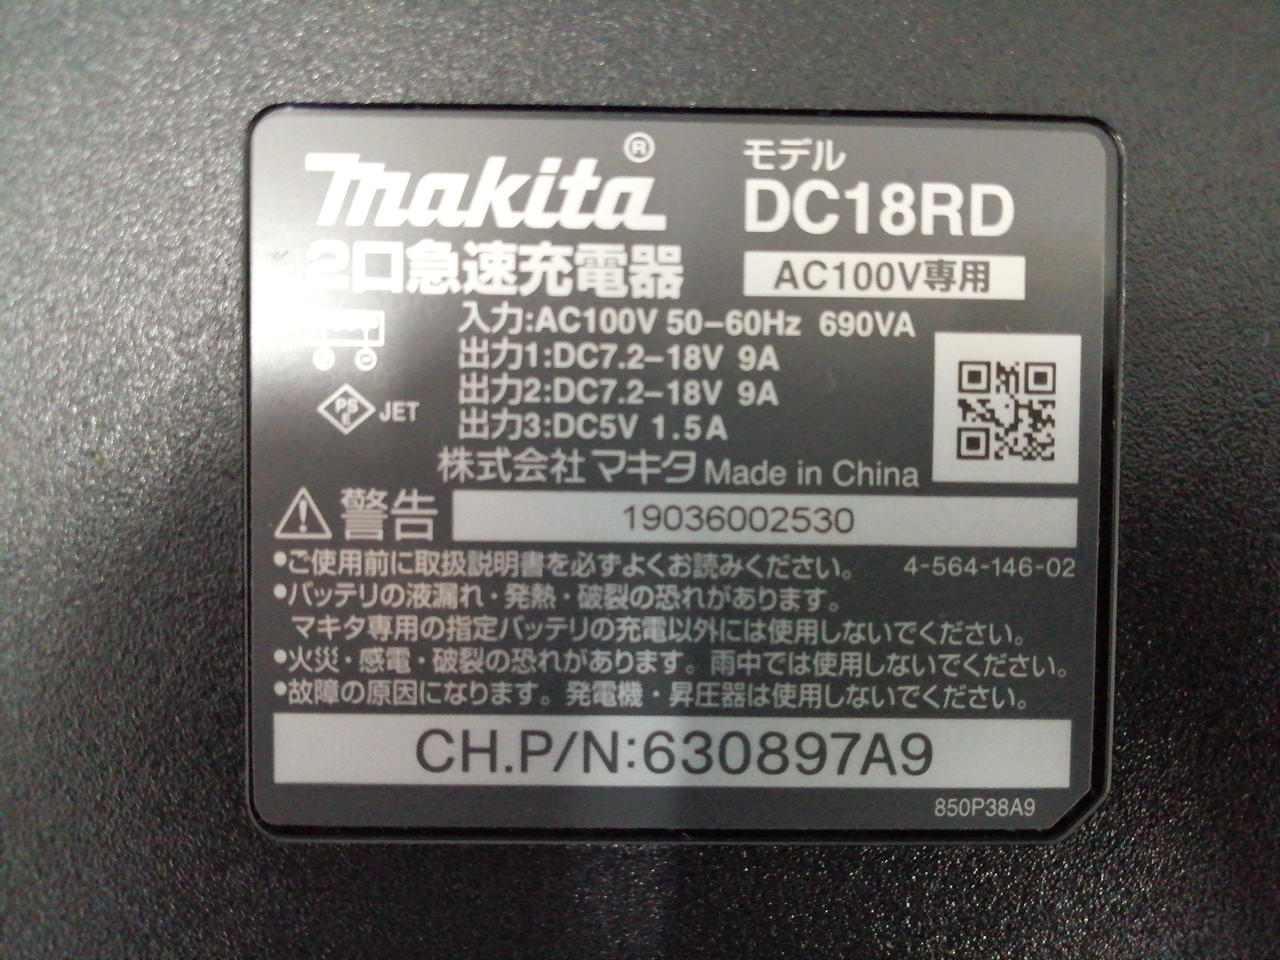 makita®
モデル
DC18RD
2口急速充電器
AC100V専用
入力:AC100V 50-60Hz 690VA
出力1:DC7.2-18V 9A
出力2:DC7.2-18V 9A
PS
E
JET
出力3:DC5V 1.5A
株式会社マキタ Made in China
警告
19036002530
•ご使用前に取扱説明書を必ずよくお読みください。 4-564-146-02
•バッテリの液漏れ・発熱・破裂の恐れがあります。
マキタ専用の指定バッテリの充電以外には使用しないでください。
•火災・感電・破裂の恐れがあります。雨中では使用しないでください。
•故障の原因になります。発電機・昇圧器は使用しないでください。
CH.P/N:630897A9
850P38A9